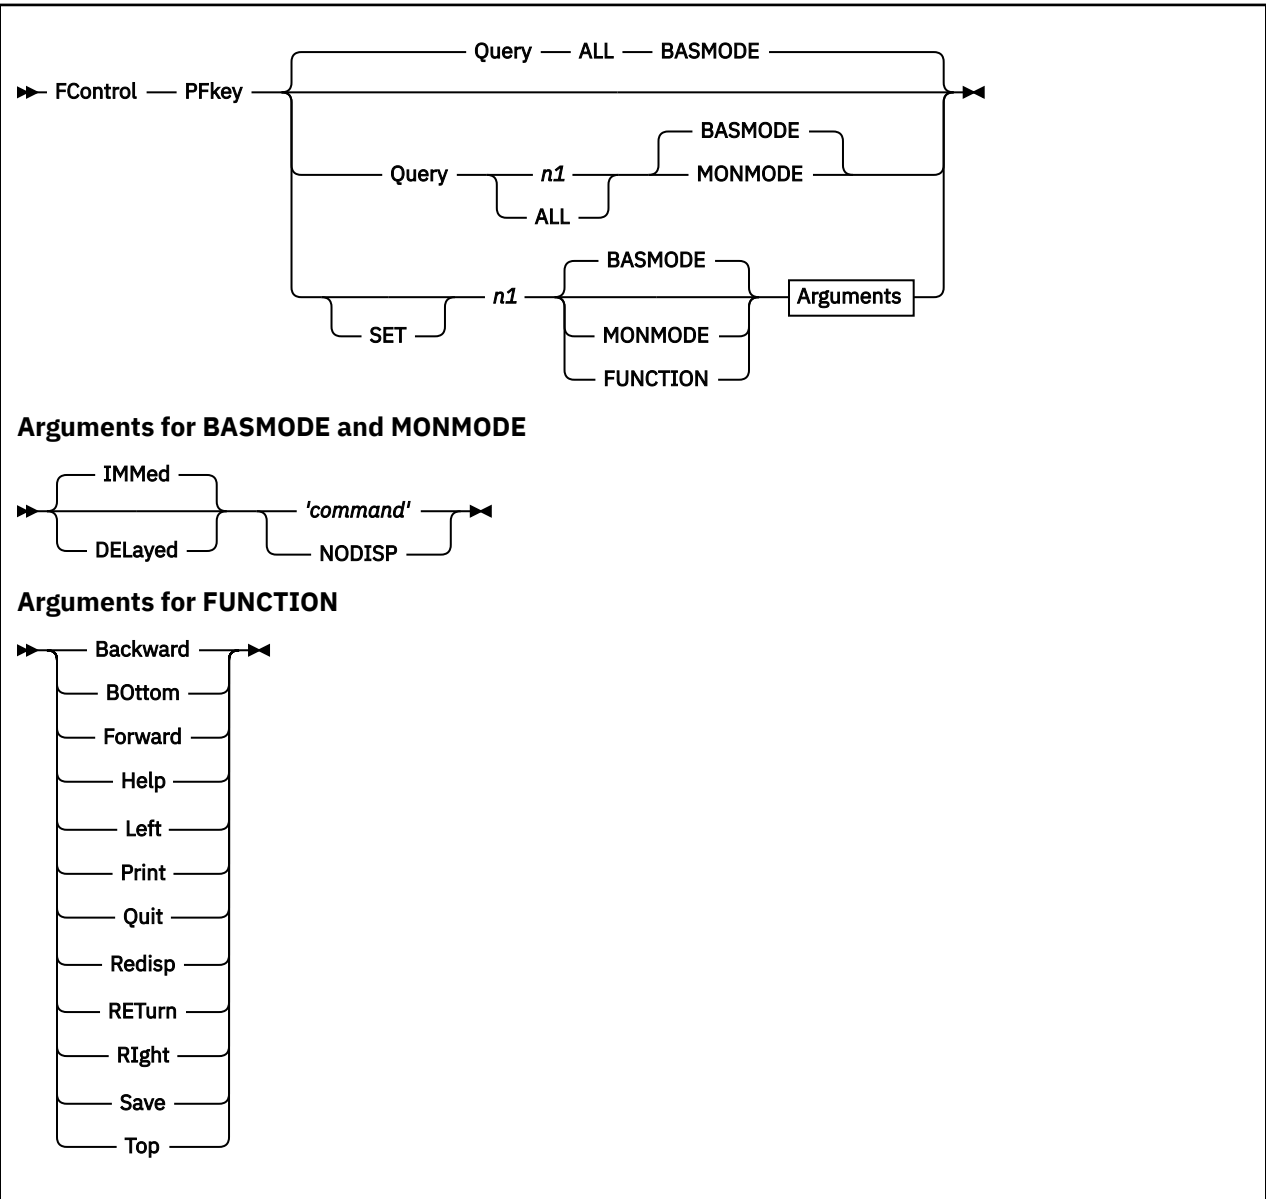 Query ALL BASMODE
FControl PFkey
BASMODE
Query n1 MONMODE
ALL
BASMODE
n1 Arguments
SET MONMODE
FUNCTION
Arguments for BASMODE and MONMODE
IMMed
'command'
DELayed NODISP
Arguments for FUNCTION
Backward
BOttom
Forward
Help
Left
Print
Quit
Redisp
RETurn
RIght
Save
Top